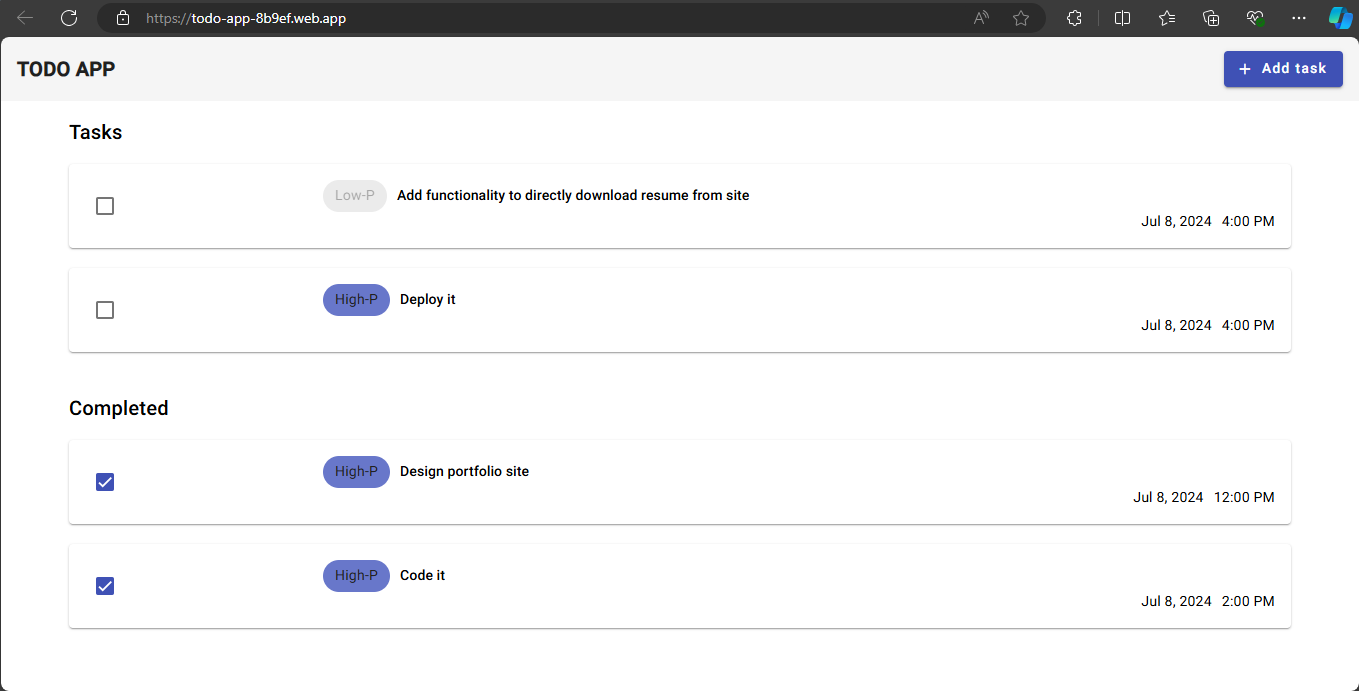 https://todo-app-8b9ef.web.app
TODO APP
+ Add task
Tasks
Low-P Add functionality to directly download resume from site
Jul 8, 2024 4:00 PM
High-P Deploy it
Jul 8, 2024 4:00 PM
Completed
High-P Design portfolio site
Jul 8, 2024 12:00 PM
High-P Code it
Jul 8, 2024 2:00 PM